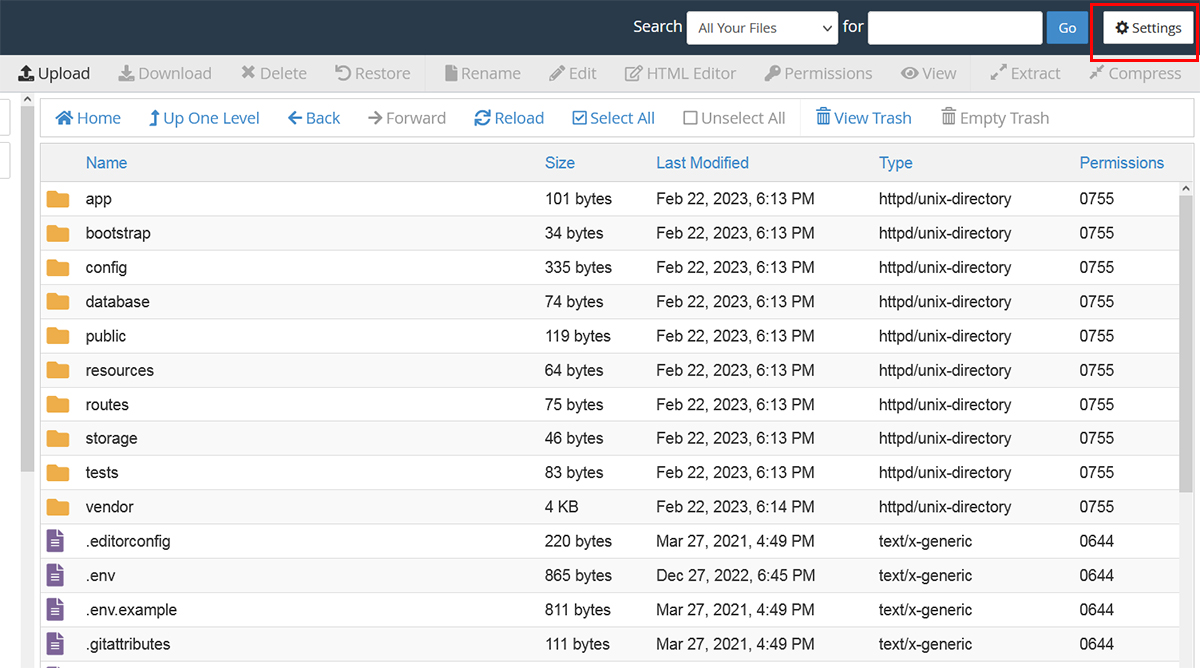 Search All Your Files for Go Settings
Upload Download Delete Restore Rename Edit HTML Editor Permissions View Extract Compress
Home Up One Level Back Forward Reload Select All Unselect All View Trash Empty Trash
Name Size Last Modified Type Permissions
app 101 bytes Feb 22, 2023, 6:13 PM httpd/unix-directory 0755
bootstrap 34 bytes Feb 22, 2023, 6:13 PM httpd/unix-directory 0755
config 335 bytes Feb 22, 2023, 6:13 PM httpd/unix-directory 0755
database 74 bytes Feb 22, 2023, 6:13 PM httpd/unix-directory 0755
public 119 bytes Feb 22, 2023, 6:13 PM httpd/unix-directory 0755
resources 64 bytes Feb 22, 2023, 6:13 PM httpd/unix-directory 0755
routes 75 bytes Feb 22, 2023, 6:13 PM httpd/unix-directory 0755
storage 46 bytes Feb 22, 2023, 6:13 PM httpd/unix-directory 0755
tests 83 bytes Feb 22, 2023, 6:13 PM httpd/unix-directory 0755
vendor 4 KB Feb 22, 2023, 6:14 PM httpd/unix-directory 0755
.editorconfig 220 bytes Mar 27, 2021, 4:49 PM text/x-generic 0644
.env 865 bytes Dec 27, 2022, 6:45 PM text/x-generic 0644
.env.example 811 bytes Mar 27, 2021, 4:49 PM text/x-generic 0644
.gitattributes 111 bytes Mar 27, 2021, 4:49 PM text/x-generic 0644